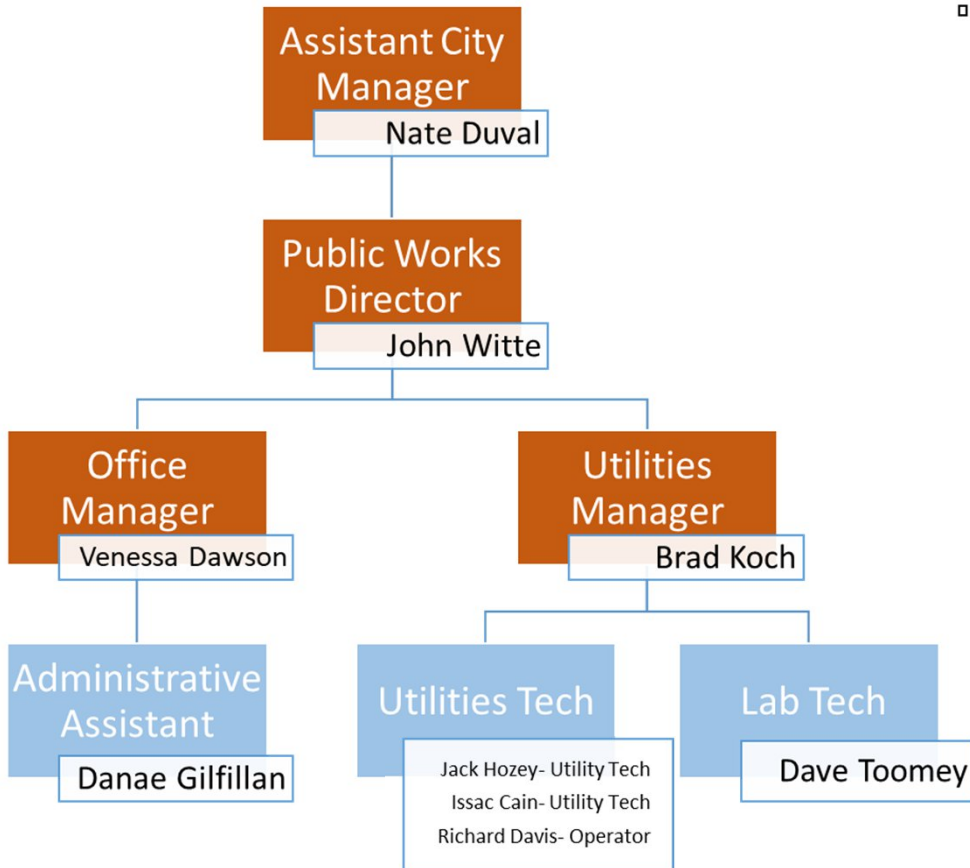 Assistant City
Manager
Nate Duval
Public Works
Director
John Witte
Office
Manager
Venessa Dawson
Utilities
Manager
Brad Koch
Administrative
Assistant
Danae Gilfillan
Utilities Tech
Jack Hozey- Utility Tech
Issac Cain- Utility Tech
Richard Davis- Operator
Lab Tech
Dave Toomey